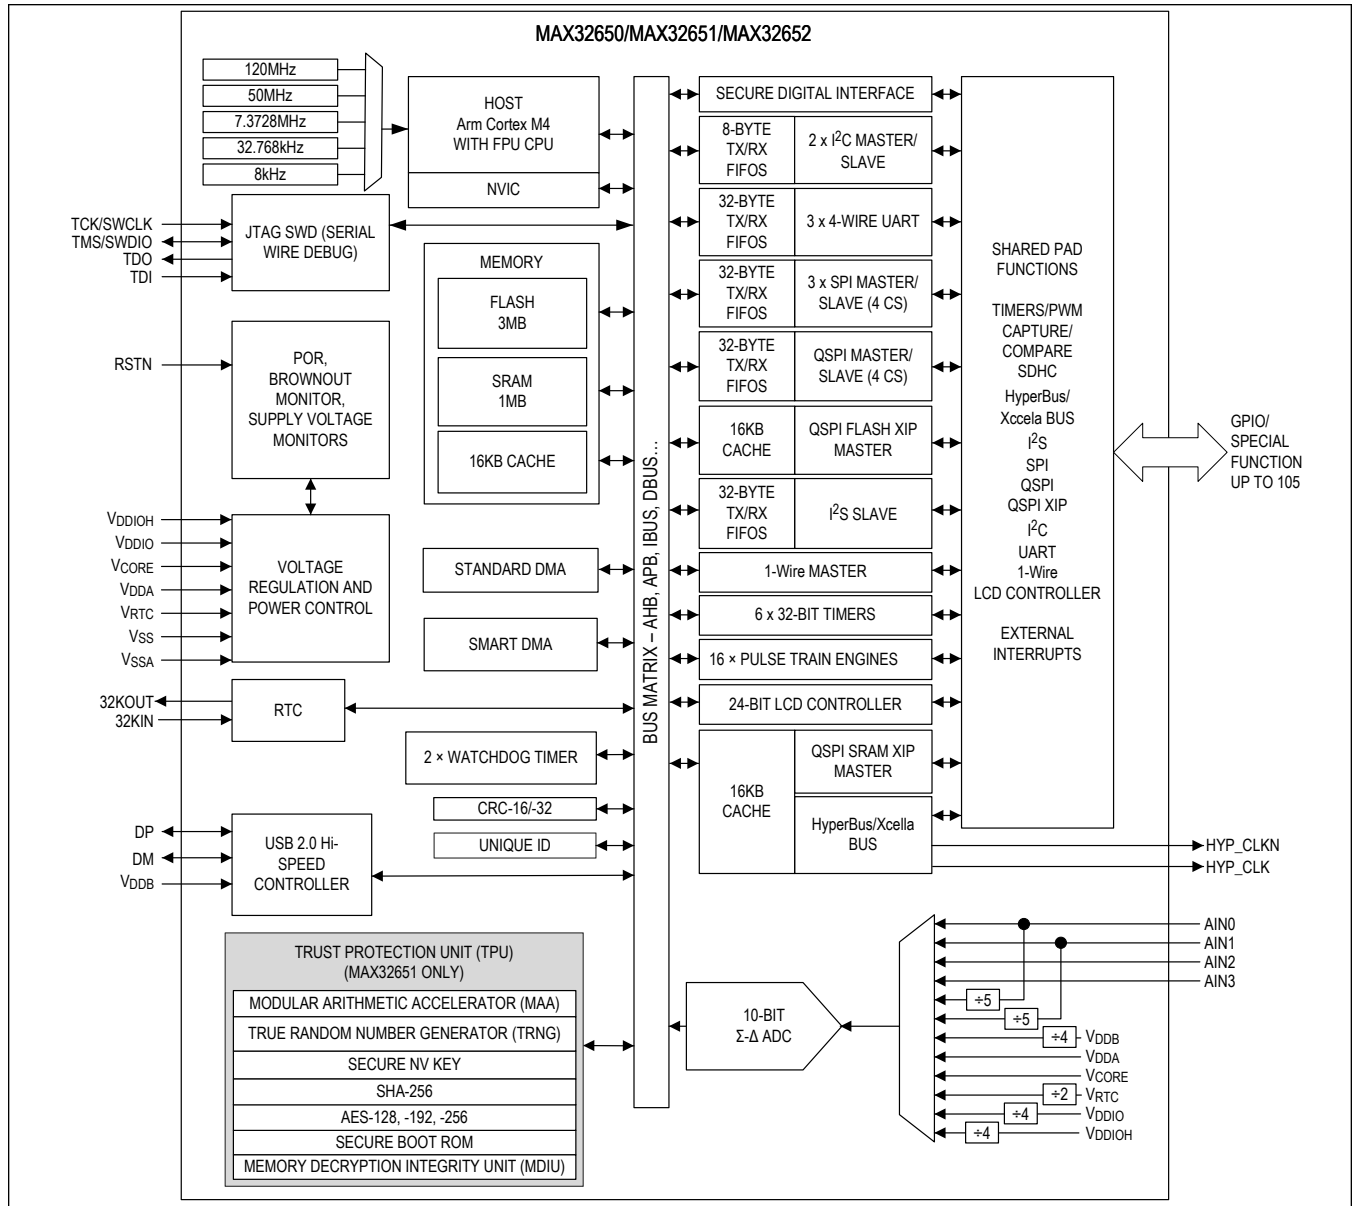 MAX32650/MAX32651/MAX32652
120MHz
50MHz
7.3728MHz
32.768kHz
8kHz
HOST
Arm Cortex M4
WITH FPU CPU
NVIC
TCK/SWCLK
TMS/SWDIO
TDO
TDI
JTAG SWD (SERIAL
WIRE DEBUG)
MEMORY
FLASH
3MB
SRAM
1MB
16KB CACHE
RSTN
POR,
BROWNOUT
MONITOR,
SUPPLY VOLTAGE
MONITORS
VDDIOH
VDDIO
VCORE
VDDA
VRTC
VSS
VSSA
VOLTAGE
REGULATION AND
POWER CONTROL
STANDARD DMA
SMART DMA
32KOUT
32KIN
RTC
2 × WATCHDOG TIMER
CRC-16/-32
UNIQUE ID
DP
DM
VDDB
USB 2.0 Hi-
SPEED
CONTROLLER
TRUST PROTECTION UNIT (TPU)
(MAX32651 ONLY)
MODULAR ARITHMETIC ACCELERATOR (MAA)
TRUE RANDOM NUMBER GENERATOR (TRNG)
SECURE NV KEY
SHA-256
AES-128, -192, -256
SECURE BOOT ROM
MEMORY DECRYPTION INTEGRITY UNIT (MDIU)
BUS MATRIX – AHB, APB, IBUS, DBUS…
SECURE DIGITAL INTERFACE
8-BYTE
TX/RX
FIFOS
2 x I2C MASTER/
SLAVE
32-BYTE
TX/RX
FIFOS
3 x 4-WIRE UART
32-BYTE
TX/RX
FIFOS
3 x SPI MASTER/
SLAVE (4 CS)
32-BYTE
TX/RX
FIFOS
QSPI MASTER/
SLAVE (4 CS)
16KB
CACHE
QSPI FLASH XIP
MASTER
32-BYTE
TX/RX
FIFOS
I2S SLAVE
1-Wire MASTER
6 x 32-BIT TIMERS
16 × PULSE TRAIN ENGINES
24-BIT LCD CONTROLLER
16KB
CACHE
QSPI SRAM XIP
MASTER
HyperBus/Xcella
BUS
SHARED PAD
FUNCTIONS
TIMERS/PWM
CAPTURE/
COMPARE
SDHC
HyperBus/
Xccela BUS
I2S
SPI
QSPI
QSPI XIP
I2C
UART
1-Wire
LCD CONTROLLER
EXTERNAL
INTERRUPTS
GPIO/
SPECIAL
FUNCTION
UP TO 105
HYP_CLKN
HYP_CLK
10-BIT
Σ-Δ ADC
AIN0
AIN1
AIN2
AIN3
÷5
÷5
÷4 VDDB
VDDA
VCORE
÷2 VRTC
÷4 VDDIO
÷4 VDDIOH